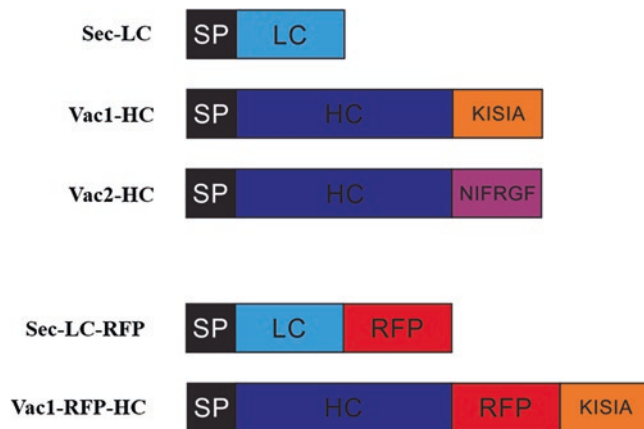 Sec-LC SP LC
Vac1-HC SP HC KISIA
Vac2-HC SP HC NIFRGF
Sec-LC-RFP SP LC RFP
Vac1-RFP-HC SP HC RFP KISIA